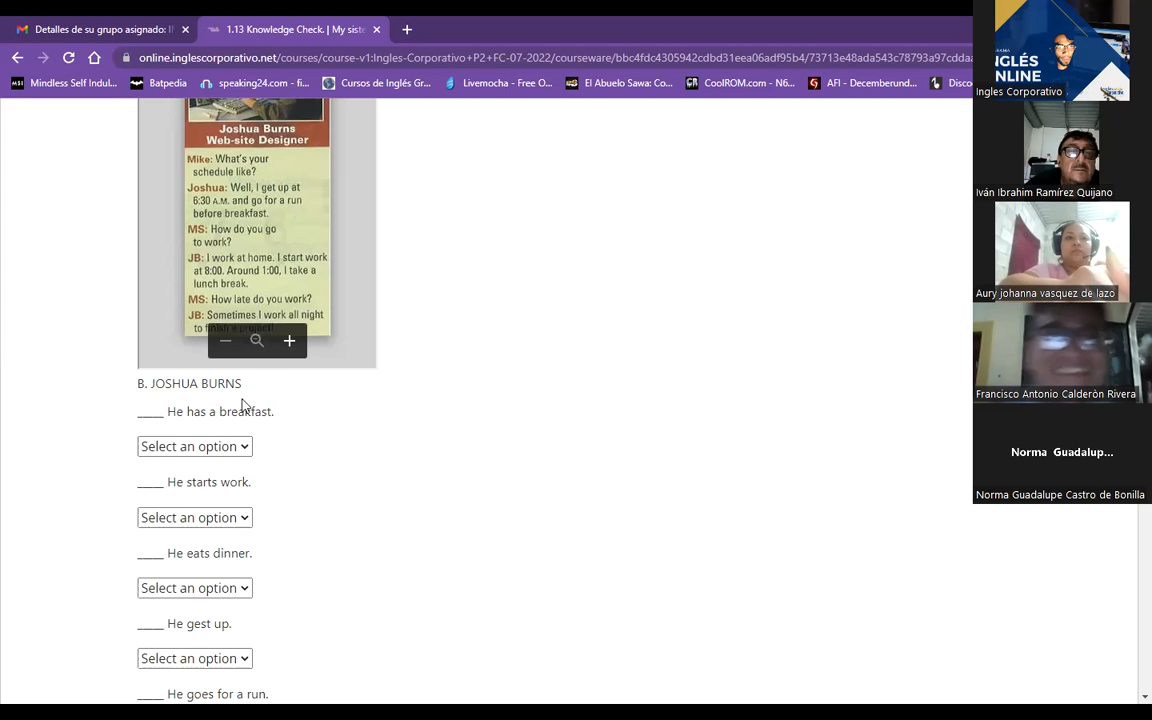 Detalles de su grupo asignado: I
1.13 Knowledge Check. | My siste
online.inglescorporativo.net/courses/course-v1:Ingles-Corporativo+P2+FC-07-2022/courseware/bbc4fdc4305942cdbd31eea06adf95b4/73713e48ada543c78793a97cddaa
Mindless Self Indul...
Batpedia
speaking24.com - fi...
Cursos de Inglés Gr...
Livemocha - Free O...
El Abuelo Sawa: Co...
CoolROM.com - N6...
AFI - Decemberund...
Disco
Joshua Burns
Web-site Designer
Mike: What's your
schedule like?
Joshua: Well, I get up at
6:30 A.M. and go for a run
before breakfast.
MS: How do you go
to work?
JB: I work at home. I start work
at 8:00. Around 1:00, I take a
lunch break.
MS: How late do you work?
JB: Sometimes I work all night
to finish a project!
B. JOSHUA BURNS
_____ He has a breakfast.
Select an option
_____ He starts work.
Select an option
_____ He eats dinner.
Select an option
_____ He gest up.
Select an option
_____ He goes for a run.
NGLÉS
ONLINE
Ingles Corporativo
Iván Ibrahim Ramírez Quijano
Aury johanna vasquez de lazo
Francisco Antonio Calderòn Rivera
Norma Guadalup...
Norma Guadalupe Castro de Bonilla